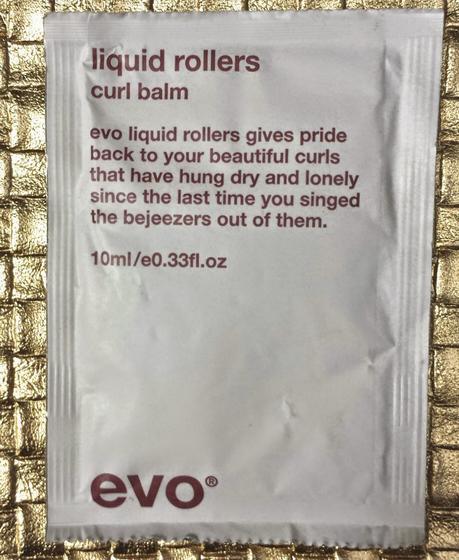 liquid rollers
curl balm
evo liquid rollers gives pride
back to your beautiful curls
that have hung dry and lonely
since the last time you singed
the bejeezers out of them.
10ml/e0.33fl.oz
evo®